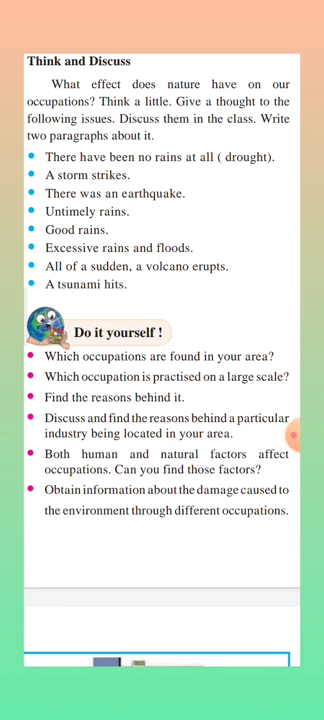 Think and Discuss
What effect does nature have on our
occupations? Think a little. Give a thought to the
following issues. Discuss them in the class. Write
two paragraphs about it.
• There have been no rains at all ( drought).
• A storm strikes.
• There was an earthquake.
• Untimely rains.
• Good rains.
• Excessive rains and floods.
• All of a sudden, a volcano erupts.
• A tsunami hits.
Do it yourself !
• Which occupations are found in your area?
• Which occupation is practised on a large scale?
• Find the reasons behind it.
• Discuss and find the reasons behind a particular
industry being located in your area.
• Both human and natural factors affect
occupations. Can you find those factors?
• Obtain information about the damage caused to
the environment through different occupations.